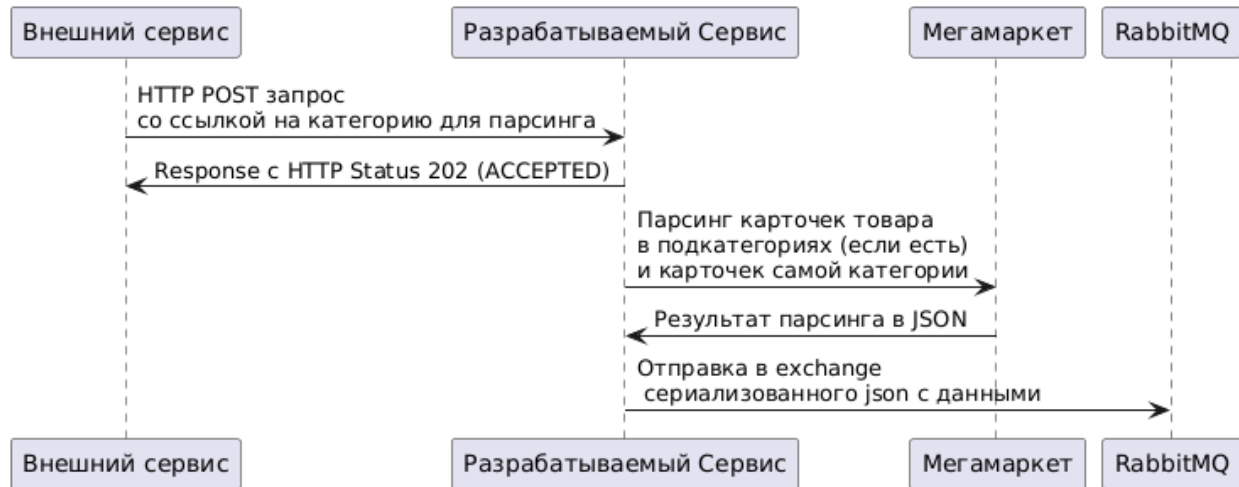 Внешний сервис
Разрабатываемый Сервис
Мегамаркет
RabbitMQ
HTTP POST запрос
со ссылкой на категорию для парсинга
Response с HTTP Status 202 (ACCEPTED)
Парсинг карточек товара
в подкатегориях (если есть)
и карточек самой категории
Результат парсинга в JSON
Отправка в exchange
сериализованного json с данными
Внешний сервис
Разрабатываемый Сервис
Мегамаркет
RabbitMQ